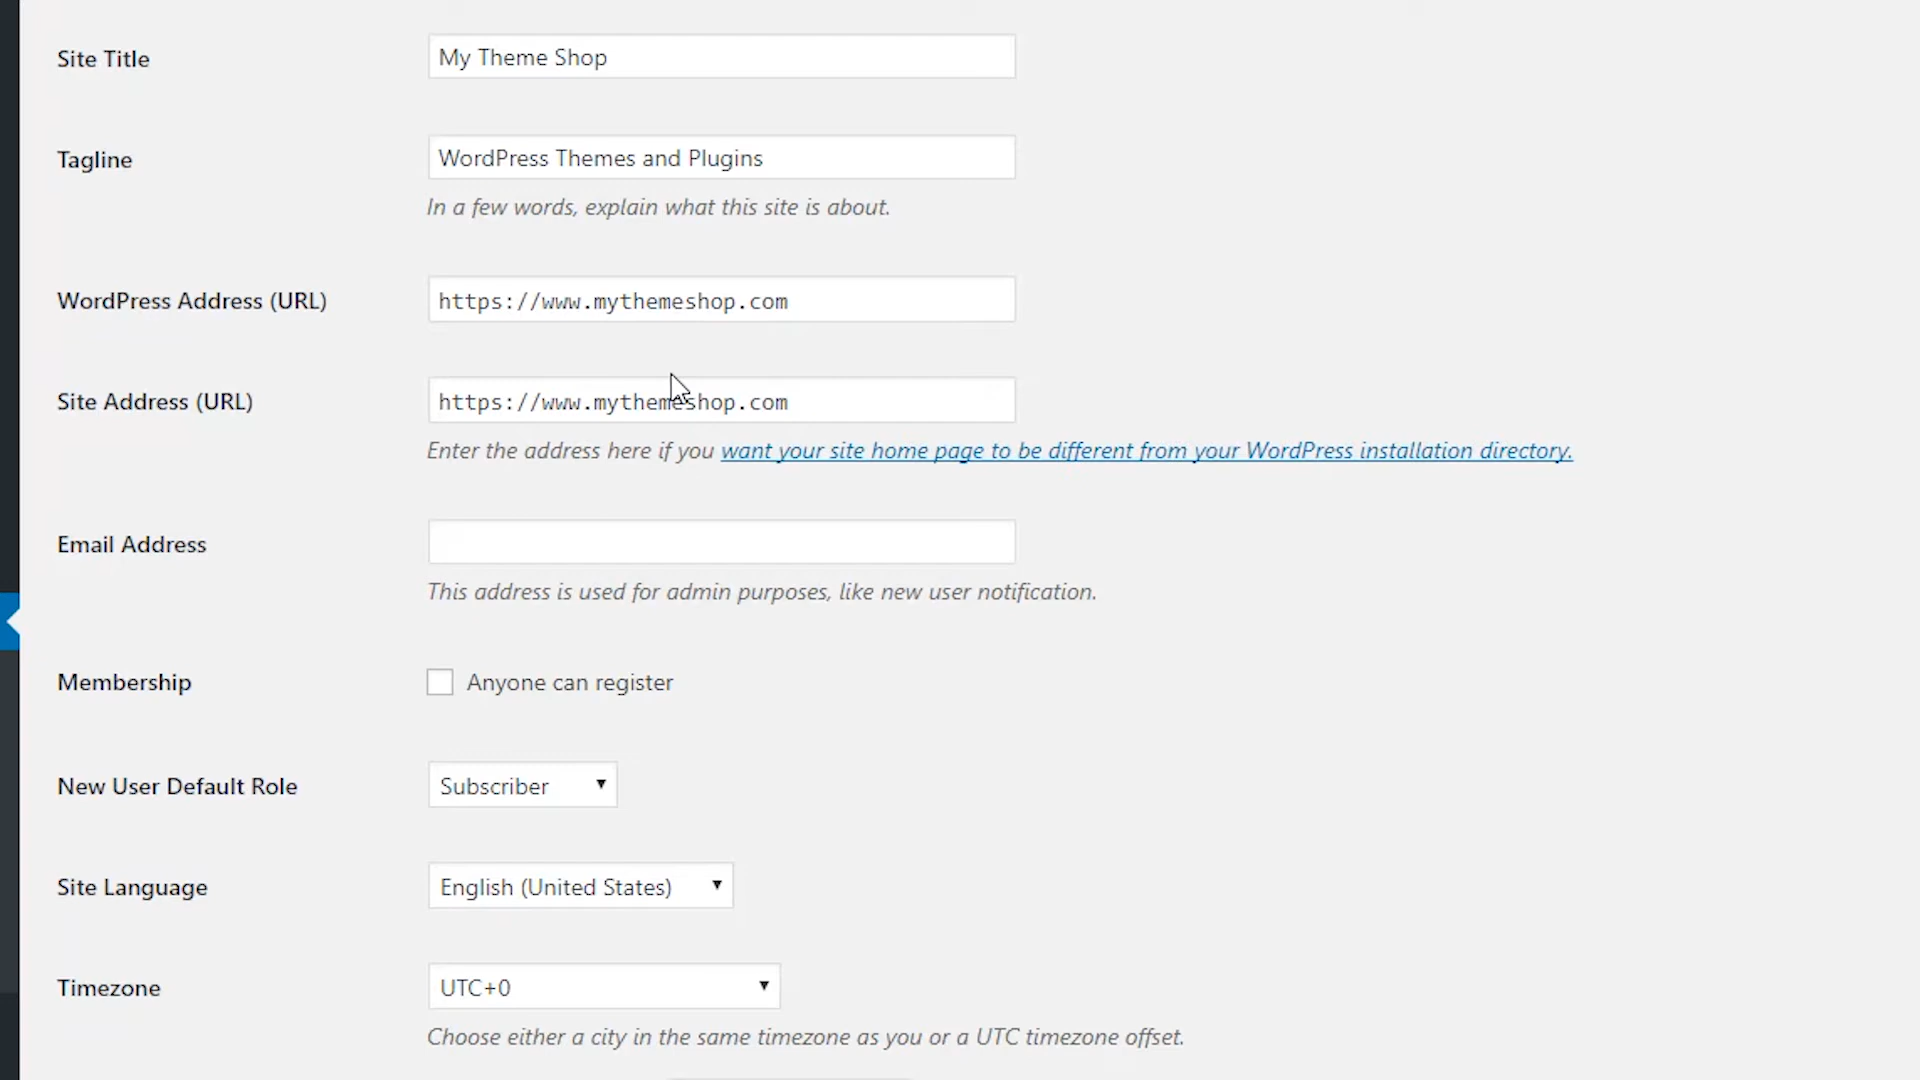 Site Title
My Theme Shop
Tagline
WordPress Themes and Plugins
In a few words, explain what this site is about.
WordPress Address (URL)
https://www.mythemeshop.com
Site Address (URL)
https://www.mythemeshop.com
Enter the address here if you want your site home page to be different from your WordPress installation directory.
Email Address
This address is used for admin purposes, like new user notification.
Membership
Anyone can register
New User Default Role
Subscriber
Site Language
English (United States)
Timezone
UTC+0
Choose either a city in the same timezone as you or a UTC timezone offset.